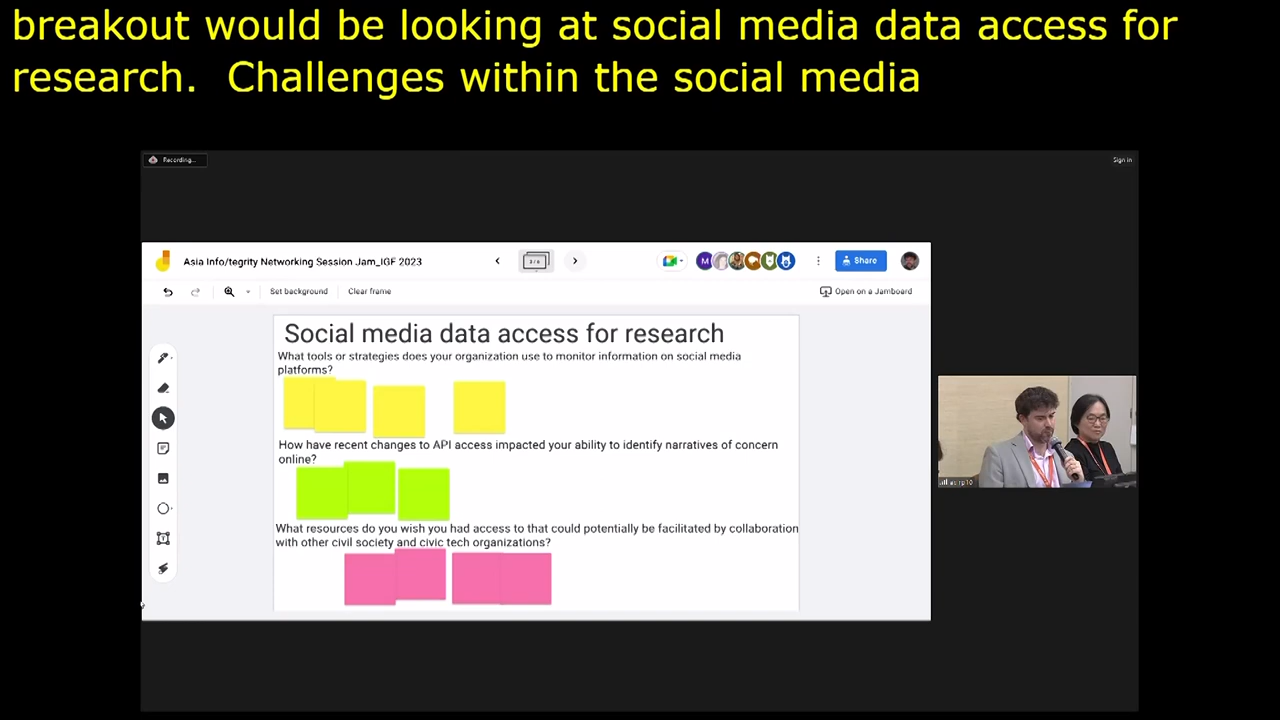 breakout would be looking at social media data access for
research.  Challenges within the social media
Recording...
Sign in
Asia Info/tegrity Networking Session Jam_IGF 2023
M
Share
Set background
Clear frame
Open on a Jamboard
Social media data access for research
What tools or strategies does your organization use to monitor information on social media
platforms?
How have recent changes to API access impacted your ability to identify narratives of concern
online?
What resources do you wish you had access to that could potentially be facilitated by collaboration
with other civil society and civic tech organizations?